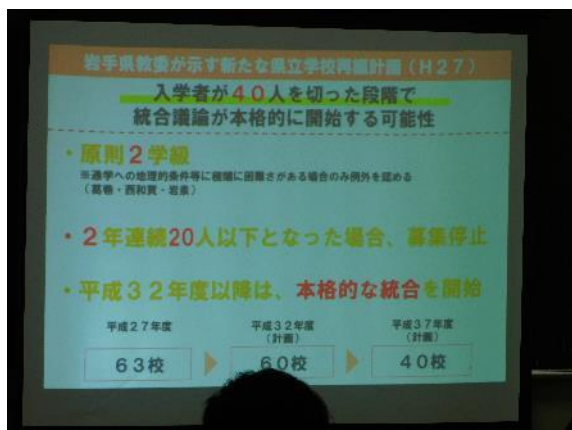 岩手県教委が示す新たな県立学校再編計画(H27)
入学者が40人を切った段階で
統合議論が本格的に開始する可能性
・原則2学級
※通学への地理的条件等に極端に困難さがある場合のみ例外を認める
(葛巻・西和賀・岩泉)
・2年連続20人以下となった場合、募集停止
・平成32年度以降は、本格的な統合を開始
平成27年度
平成32年度
(計画)
平成37年度
(計画)
63校
60校
40校